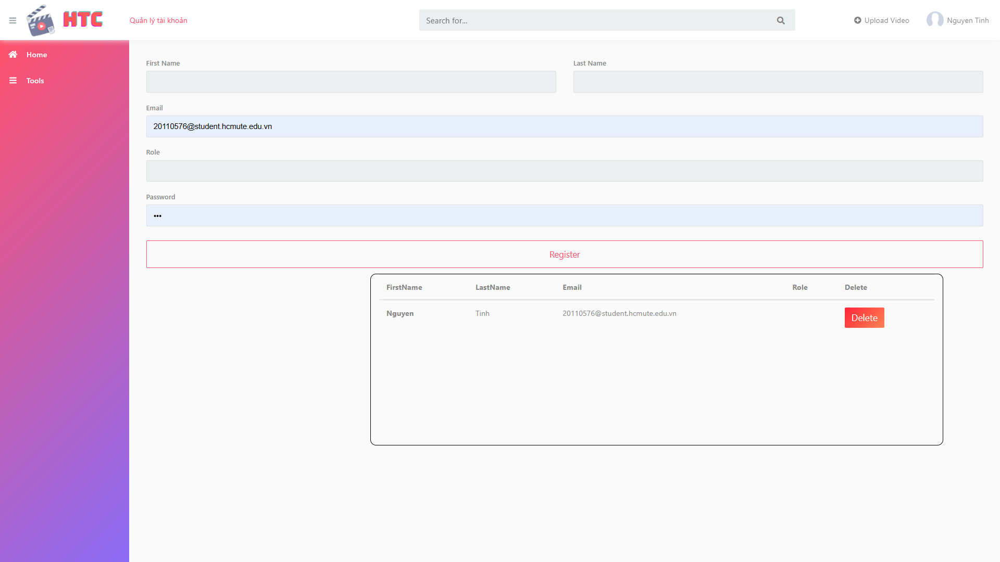 HTC
Quản lý tài khoản
Search for...
Upload Video
Nguyen Tinh
Home
Tools
First Name
Last Name
Email
20110576@student.hcmute.edu.vn
Role
Password
•••
Register
FirstName LastName Email Role Delete
Nguyen Tinh 20110576@student.hcmute.edu.vn Delete